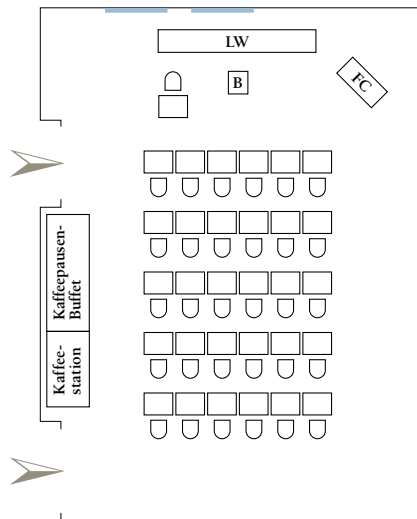 LW
B
FC
Kaffeepausen-
Buffet
Kaffee-
station